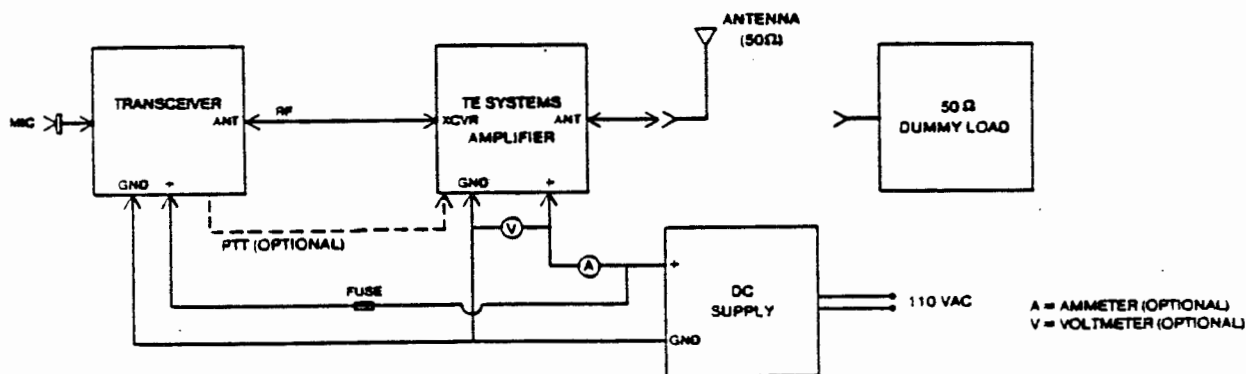 ANTENNA
(50Ω)
TRANSCEIVER
MIC
ANT
RF
GND +
TE SYSTEMS
XCVR ANT
AMPLIFIER
GND +
50 Ω
DUMMY LOAD
PTT (OPTIONAL)
V
A
FUSE
+
DC
SUPPLY
GND
110 VAC
A = AMMETER (OPTIONAL)
V = VOLTMETER (OPTIONAL)